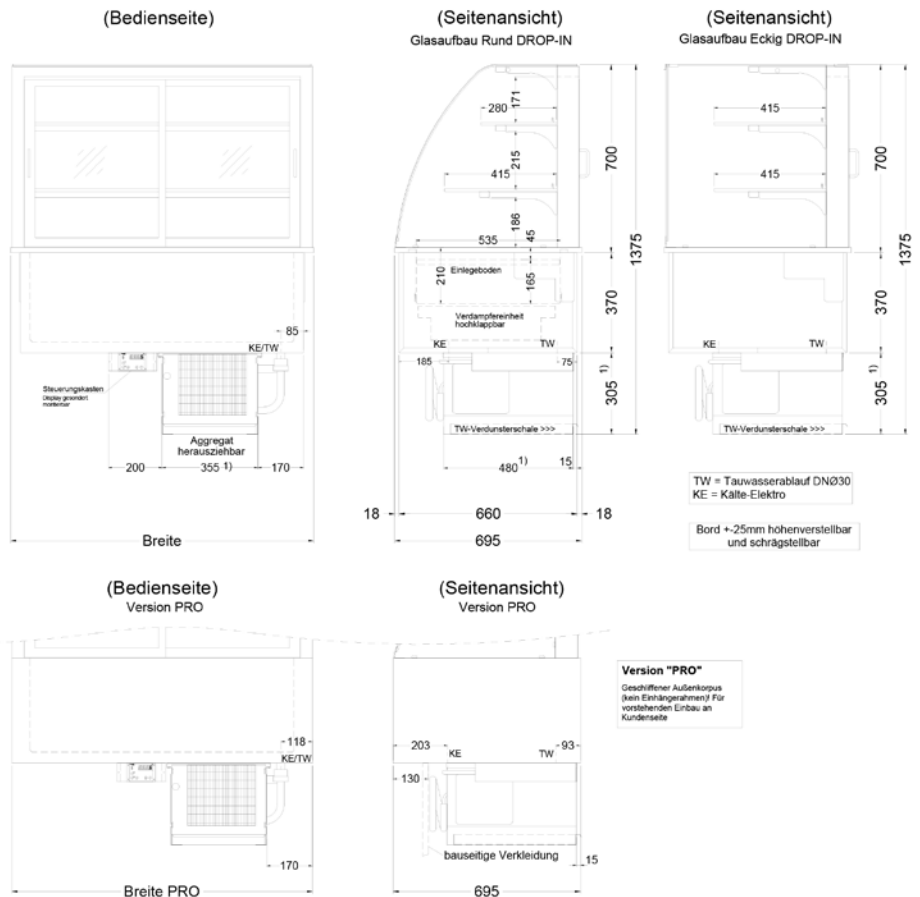 (Bedienseite)
(Seitenansicht)
Glasaufbau Rund DROP-IN
(Seitenansicht)
Glasaufbau Eckig DROP-IN
171
280
215
415
186
535
45
210
Einlegeboden
165
Verdampfereinheit
hochklappbar
KE
TW
185
75
700
370
1375
305 1)
TW-Verdunsterschale >>>
480 1)
15
18
660
18
695
415
415
700
370
1375
KE
TW
305 1)
TW-Verdunsterschale >>>
85
KE/TW
Steuerungskasten
Display gesondert
montierbar
Aggregat
herausziehbar
200
355 1)
170
Breite
TW = Tauwasserablauf DNØ30
KE = Kälte-Elektro
Bord +-25mm höhenverstellbar
und schrägstellbar
(Bedienseite)
Version PRO
118
KE/TW
170
Breite PRO
(Seitenansicht)
Version PRO
203
KE
TW
93
130
bauseitige Verkleidung
15
695
Version "PRO"
Geschliffener Außenkorpus
(kein Einhängerahmen)! Für
vorstehenden Einbau an
Kundenseite